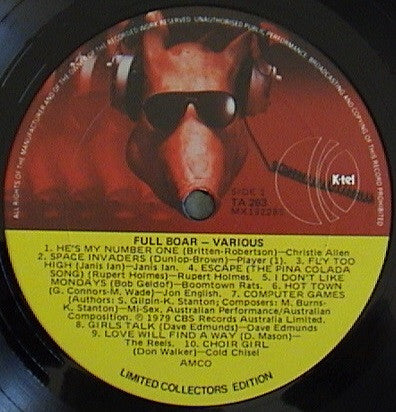 ALL RIGHTS OF THE MANUFACTURER AND OF THE OWNER OF THE RECORDED WORK RESERVED. UNAUTHORISED PUBLIC PERFORMANCE, BROADCASTING AND COPYING OF THIS RECORD PROHIBITED
K-tel
SIDE 1
TA 263
FULL BOAR – VARIOUS
1. HE'S MY NUMBER ONE (Britten-Robertson)—Christie Allen
2. SPACE INVADERS (Dunlop-Brown)—Player (1). 3. FLY TOO
HIGH (Janis Ian)—Janis Ian. 4. ESCAPE (THE PINA COLADA
SONG) (Rupert Holmes)—Rupert Holmes. 5. I DON'T LIKE
MONDAYS (Bob Geldof) — Boomtown Rats. 6. HOT TOWN
(G. Connors-M. Wade)—Jon English. 7. COMPUTER GAMES
(Authors: S. Gilpin-K. Stanton; Composers: M. Burns-
K. Stanton)—Mi-Sex. Australian Performance/Australian
Composition. ℗ 1979 CBS Records Australia Limited.
8. GIRLS TALK (Dave Edmunds)—Dave Edmunds
9. LOVE WILL FIND A WAY (D. Mason)—
The Reels. 10. CHOIR GIRL
(Don Walker)—Cold Chisel
AMCO
LIMITED COLLECTORS EDITION